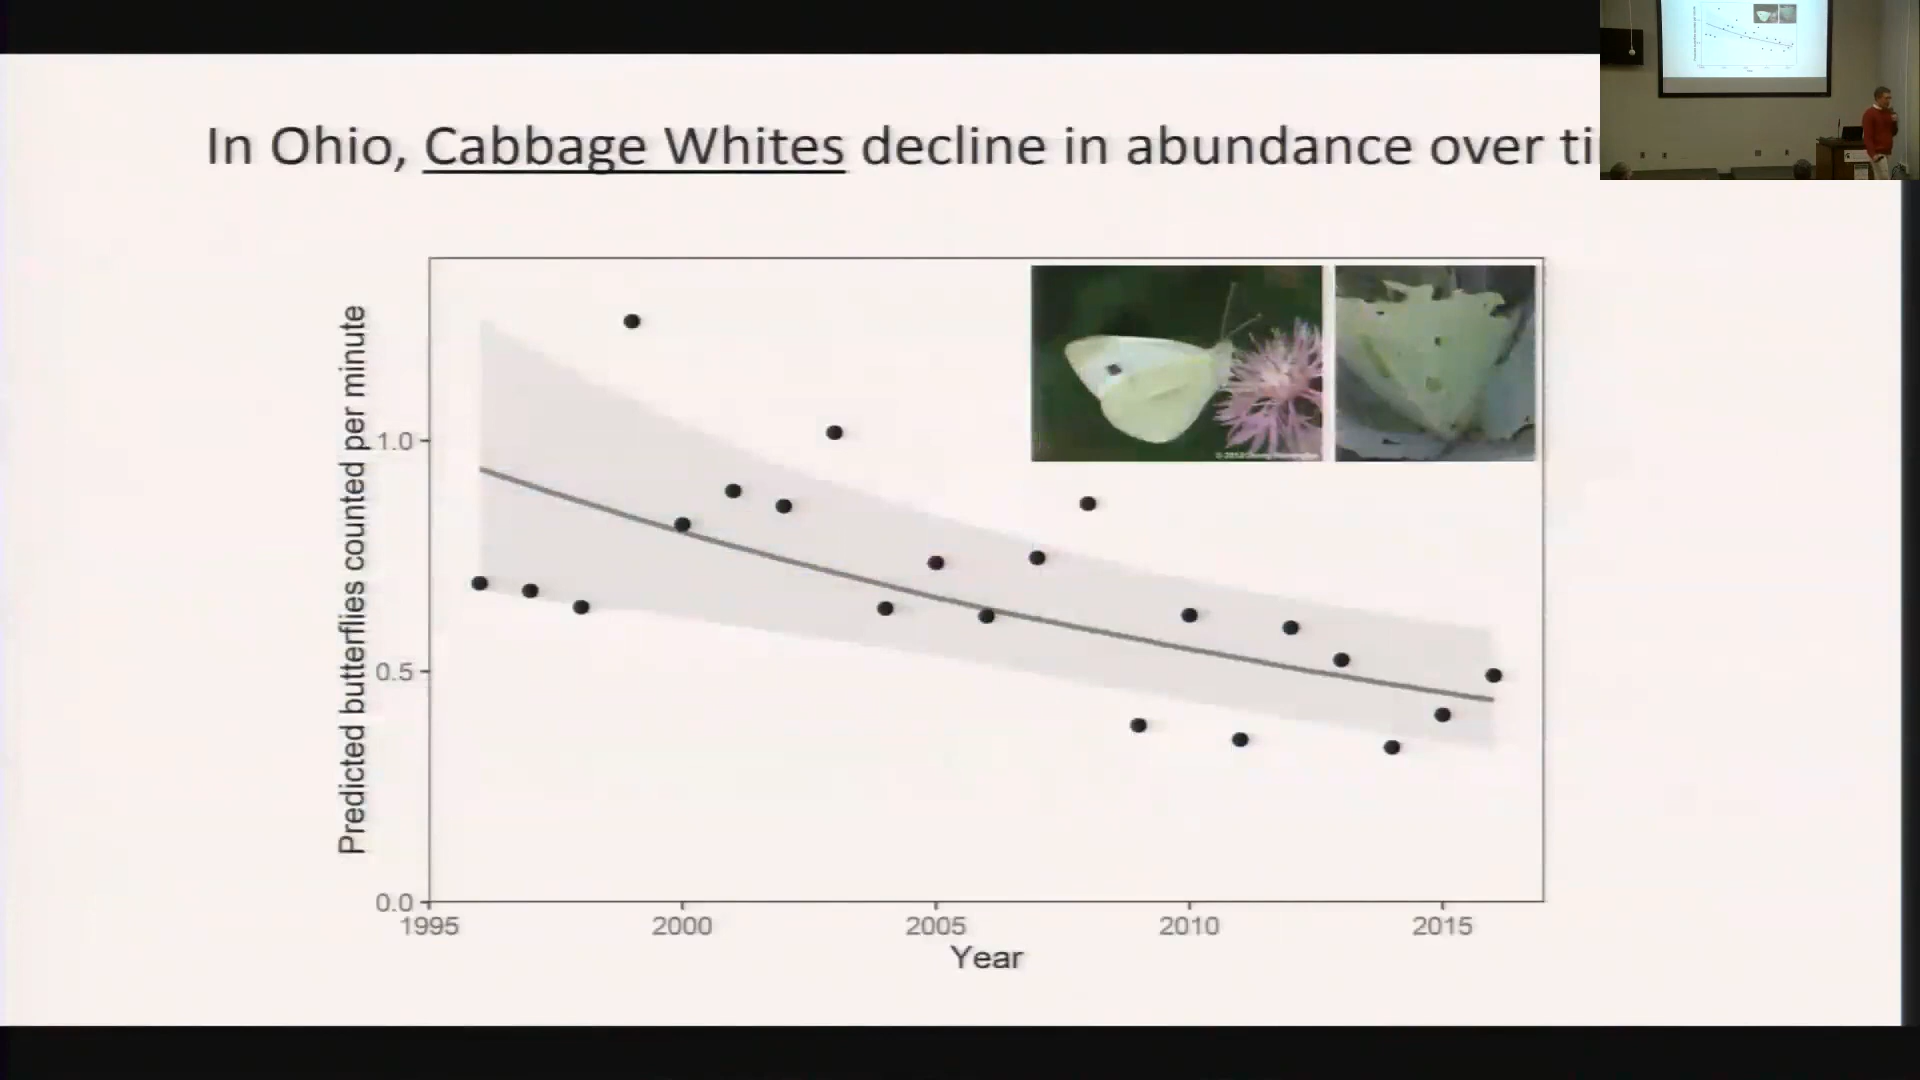 In Ohio, Cabbage Whites decline in abundance over ti
Predicted butterflies counted per minute
1.0
0.5
0.0
1995 2000 2005 2010 2015
Year